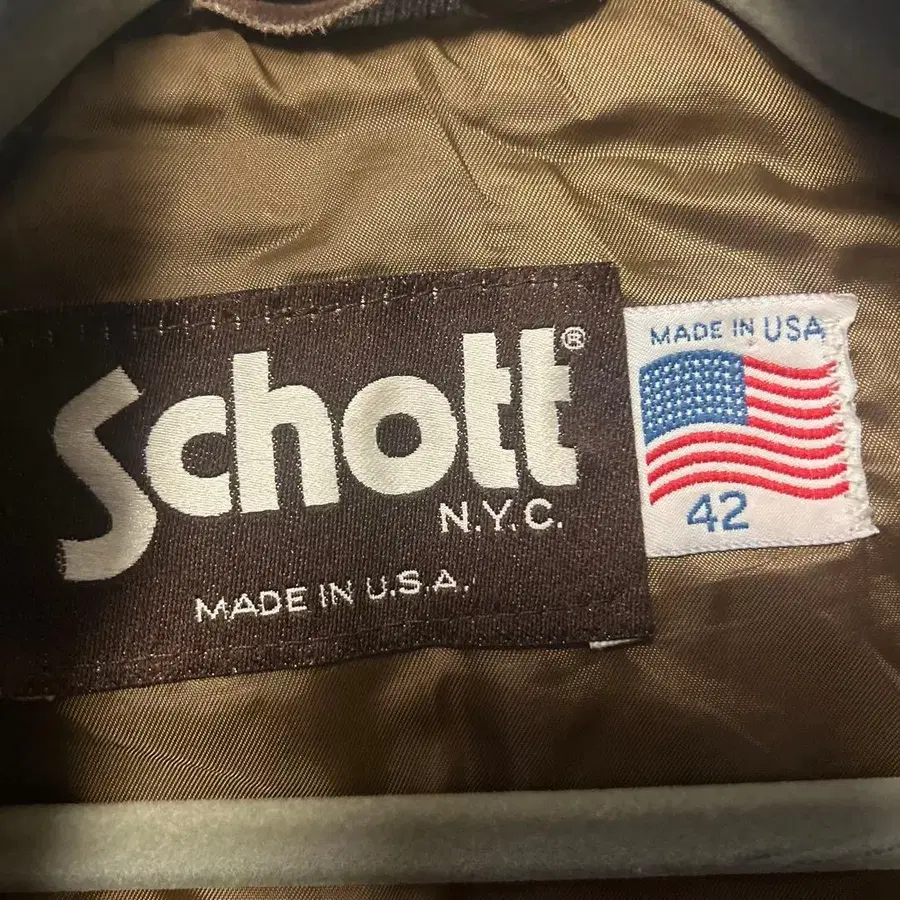 Schott®
N.Y.C.
MADE IN U.S.A.
MADE IN USA
42